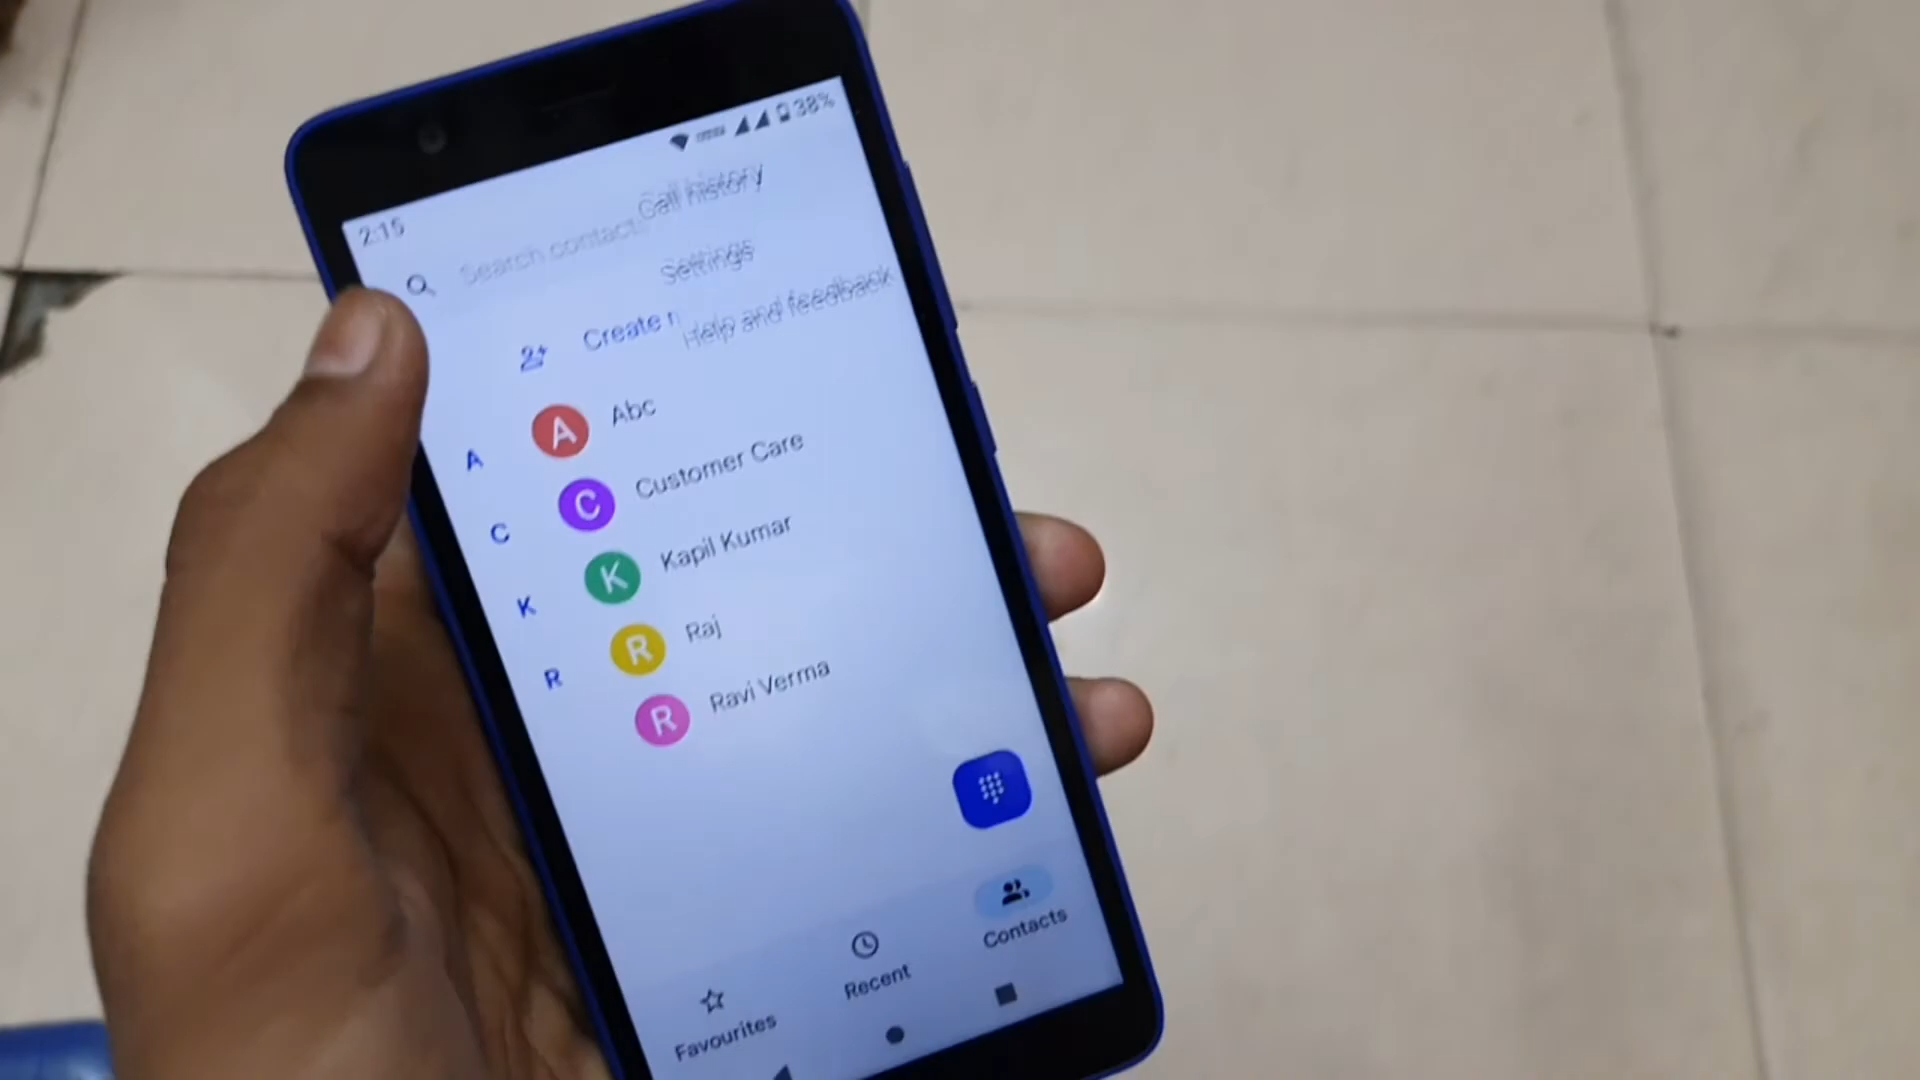 2:15
38%
Search contact
Call history
Settings
Help and feedback
Create n
A
A
Abc
C
C
Customer Care
K
K
Kapil Kumar
R
R
Raj
R
Ravi Verma
Favourites
Recent
Contacts